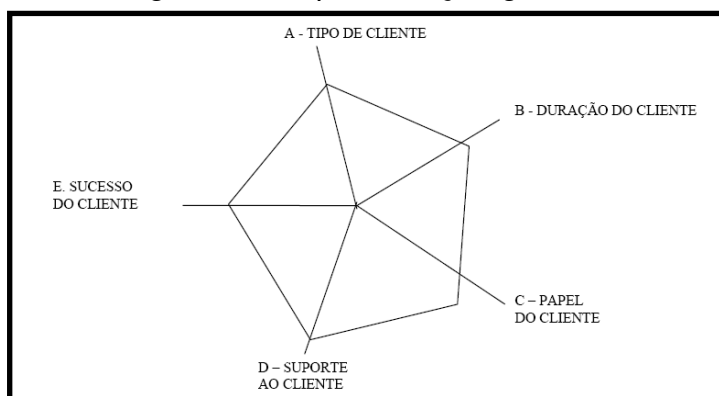 A - TIPO DE CLIENTE
B - DURAÇÃO DO CLIENTE
E. SUCESSO
DO CLIENTE
C – PAPEL
DO CLIENTE
D – SUPORTE
AO CLIENTE